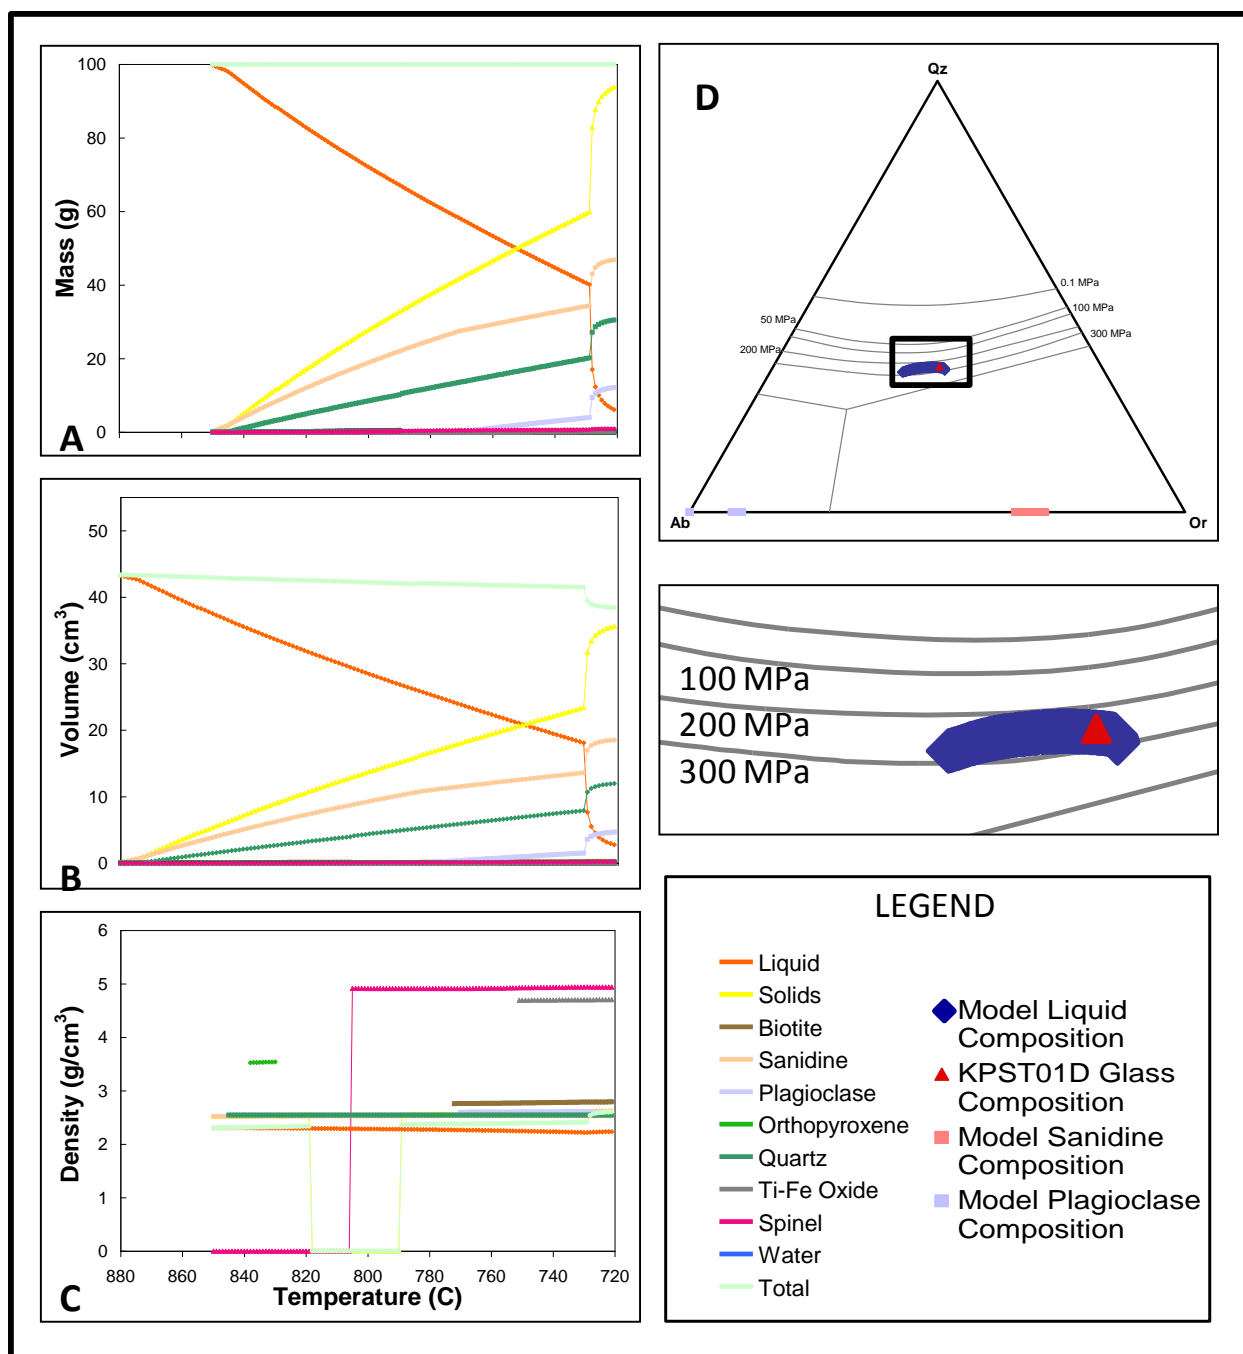 100
80
60
40
20
0
Mass (g)
A
50
40
30
20
10
0
Volume (cm³)
B
6
5
4
3
2
1
0
Density (g/cm³)
880 860 840 820 800 780 760 740 720
Temperature (C)
C
D
Qz
0.1 MPa
100 MPa
50 MPa
300 MPa
200 MPa
Ab
Or
100 MPa
200 MPa
300 MPa
LEGEND
Liquid
Solids
Biotite
Sanidine
Plagioclase
Orthopyroxene
Quartz
Ti-Fe Oxide
Spinel
Water
Total
Model Liquid
Composition
KPST01D Glass
Composition
Model Sanidine
Composition
Model Plagioclase
Composition